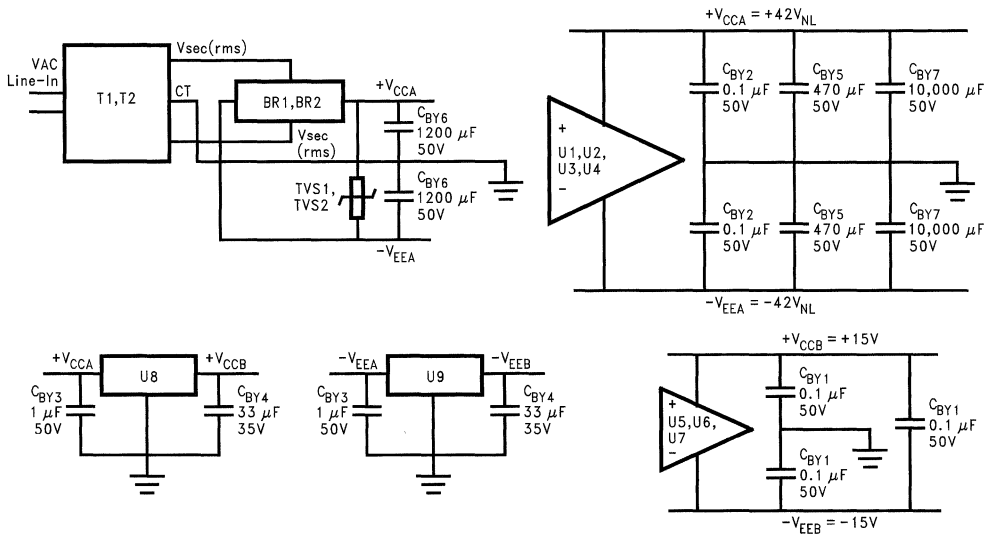 VAC
Line-In
T1,T2
Vsec(rms)
CT
BR1,BR2
Vsec
(rms)
+VCCA
CBY6
1200 μF
50V
TVS1,
TVS2
CBY6
1200 μF
50V
-VEEA
+VCCA = +42VNL
+
U1,U2,
U3,U4
-
CBY2
0.1 μF
50V
CBY5
470 μF
50V
CBY7
10,000 μF
50V
CBY2
0.1 μF
50V
CBY5
470 μF
50V
CBY7
10,000 μF
50V
-VEEA = -42VNL
+VCCA
U8
+VCCB
CBY3
1 μF
50V
CBY4
33 μF
35V
-VEEA
U9
-VEEB
CBY3
1 μF
50V
CBY4
33 μF
35V
+VCCB = +15V
+
U5,U6,
U7
-
CBY1
0.1 μF
50V
CBY1
0.1 μF
50V
CBY1
0.1 μF
50V
-VEEB = -15V